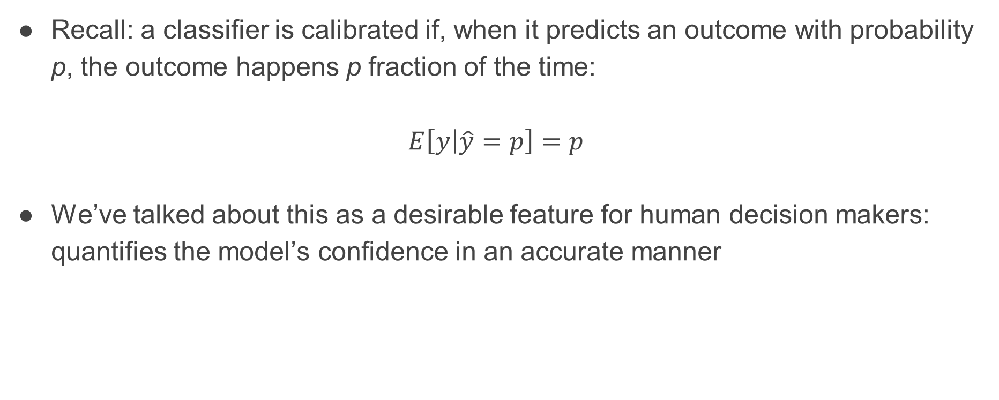 ● Recall: a classifier is calibrated if, when it predicts an outcome with probability
p, the outcome happens p fraction of the time:
E[y|ŷ = p] = p
● We’ve talked about this as a desirable feature for human decision makers:
quantifies the model’s confidence in an accurate manner